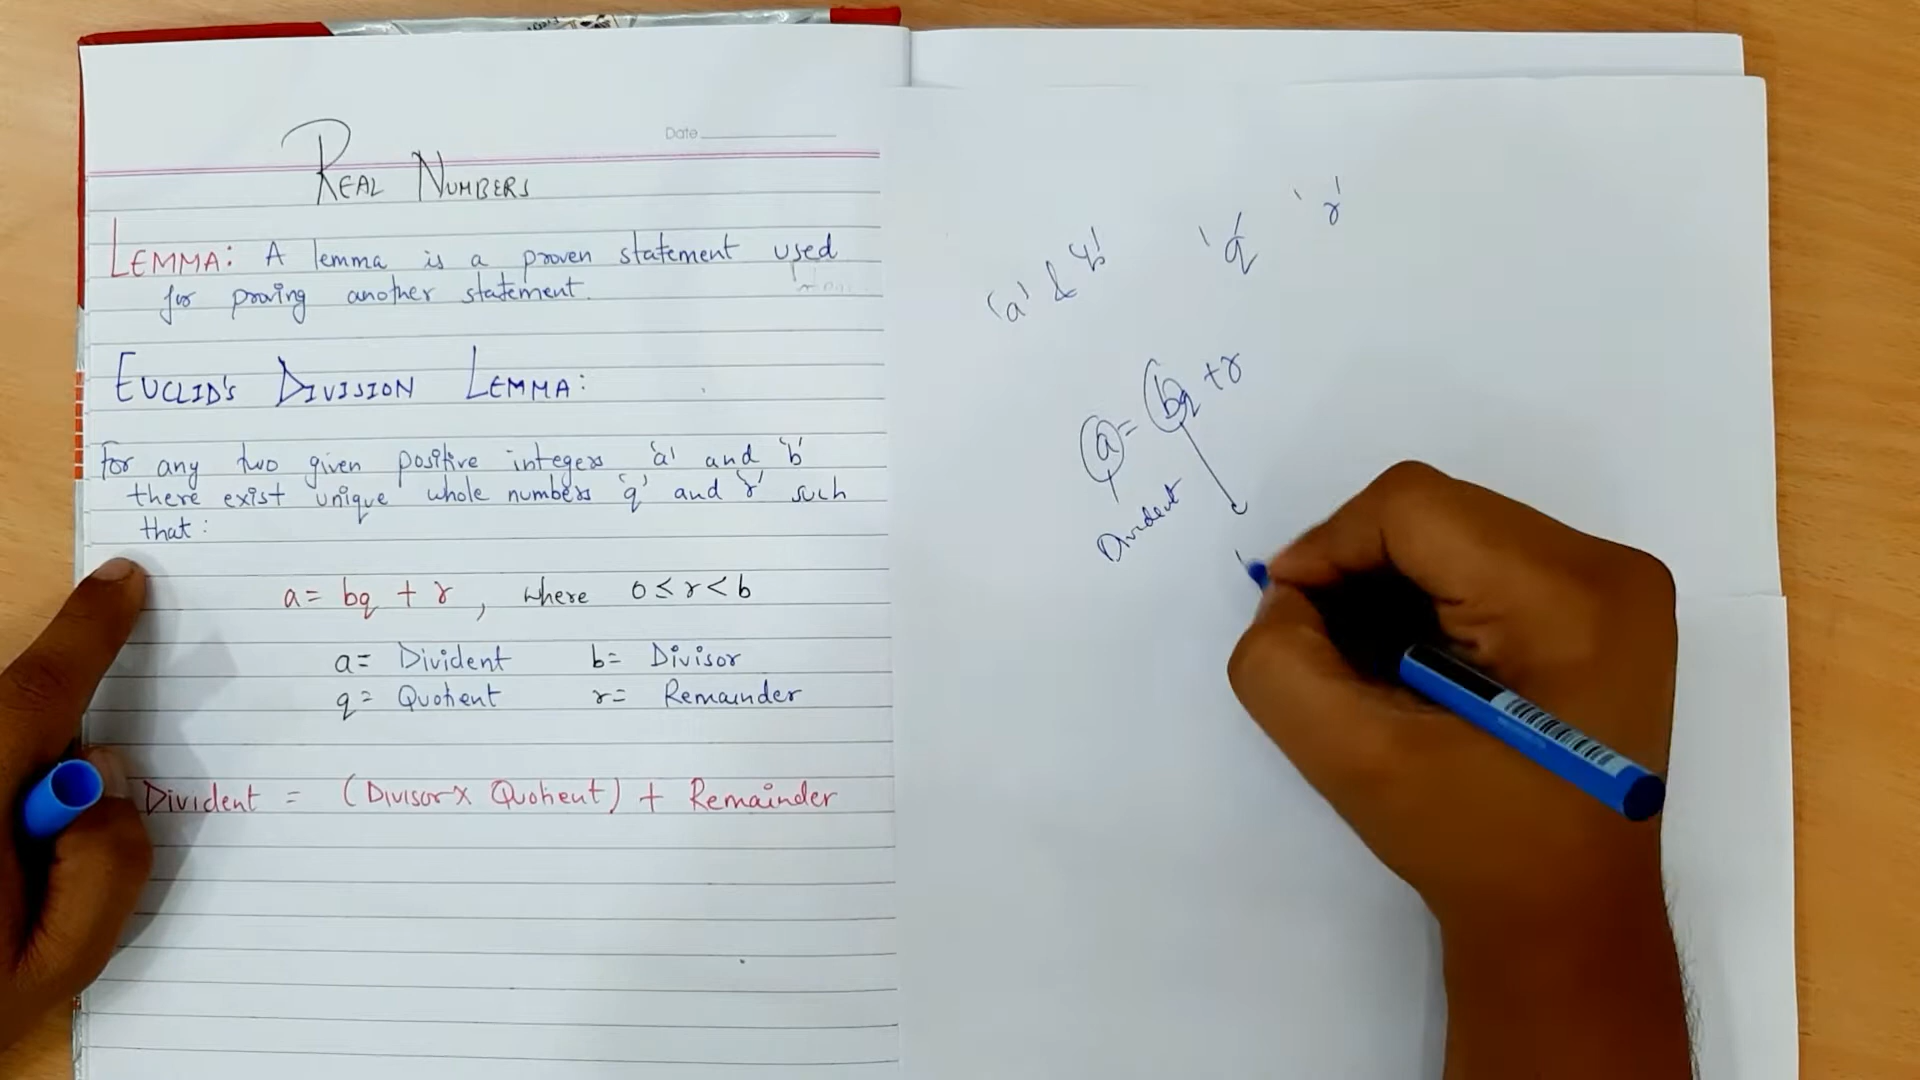 Date
REAL NUMBERS
LEMMA: A lemma is a proven statement used
for proving another statement.
EUCLID'S DIVISION LEMMA:
For any two given positive integers 'a' and 'b'
there exist unique whole numbers 'q' and 'r' such
that:
a = bq + r, where 0 ≤ r < b
a = Divident b = Divisor
q = Quotient r = Remainder
Divident = (Divisor x Quotient) + Remainder
'a' & 'b' 'q' 'r'
a = bq + r
Divident